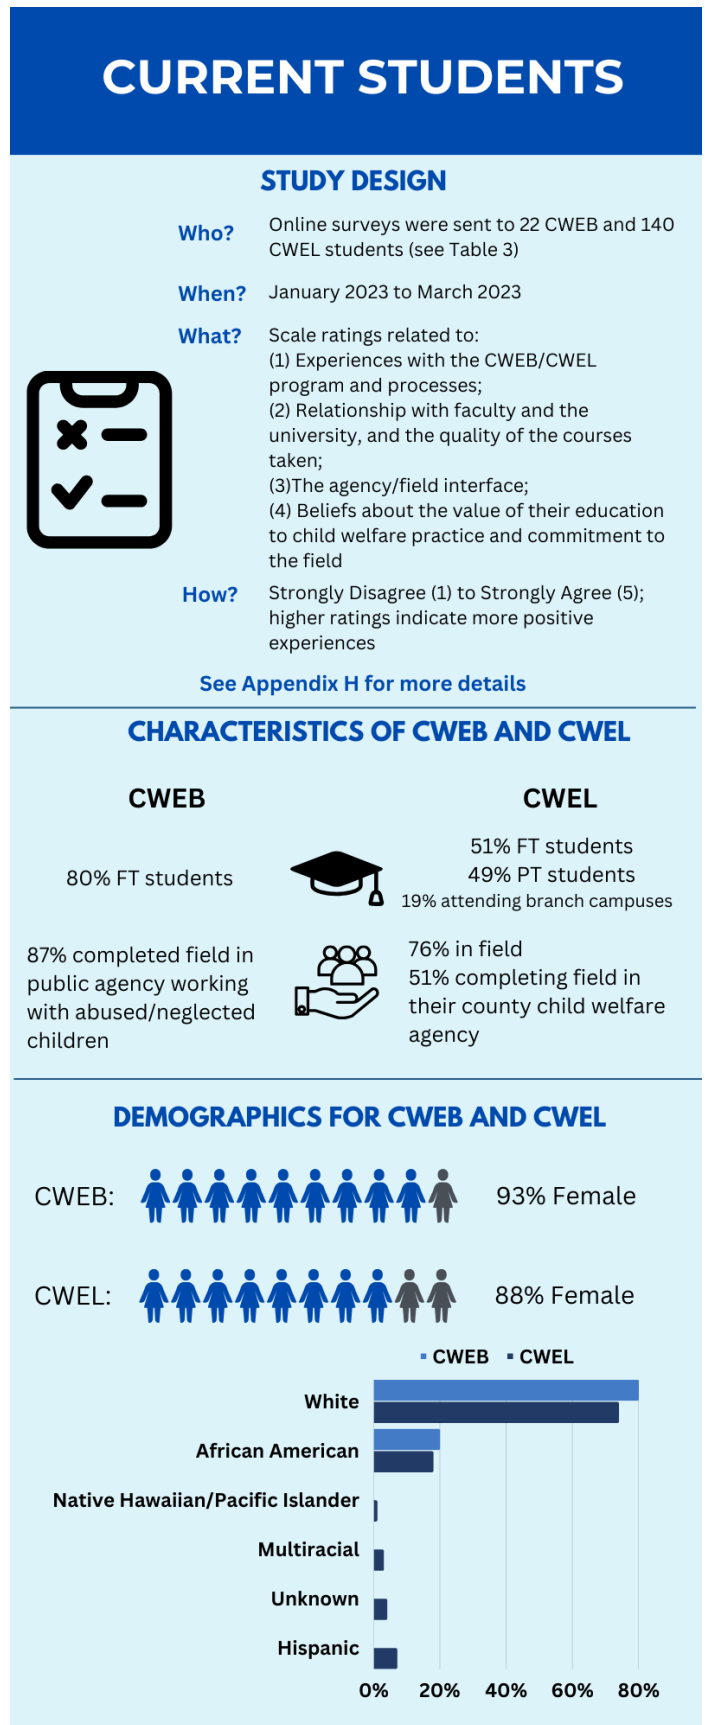 CURRENT STUDENTS
STUDY DESIGN
Who?
Online surveys were sent to 22 CWEB and 140
CWEL students (see Table 3)
When?
January 2023 to March 2023
What?
Scale ratings related to:
(1) Experiences with the CWEB/CWEL
program and processes;
(2) Relationship with faculty and the
university, and the quality of the courses
taken;
(3)The agency/field interface;
(4) Beliefs about the value of their education
to child welfare practice and commitment to
the field
How?
Strongly Disagree (1) to Strongly Agree (5);
higher ratings indicate more positive
experiences
See Appendix H for more details
CHARACTERISTICS OF CWEB AND CWEL
CWEB
80% FT students
87% completed field in
public agency working
with abused/neglected
children
CWEL
51% FT students
49% PT students
19% attending branch campuses
76% in field
51% completing field in
their county child welfare
agency
DEMOGRAPHICS FOR CWEB AND CWEL
CWEB:
93% Female
CWEL:
88% Female
CWEB CWEL
White
African American
Native Hawaiian/Pacific Islander
Multiracial
Unknown
Hispanic
0% 20% 40% 60% 80%